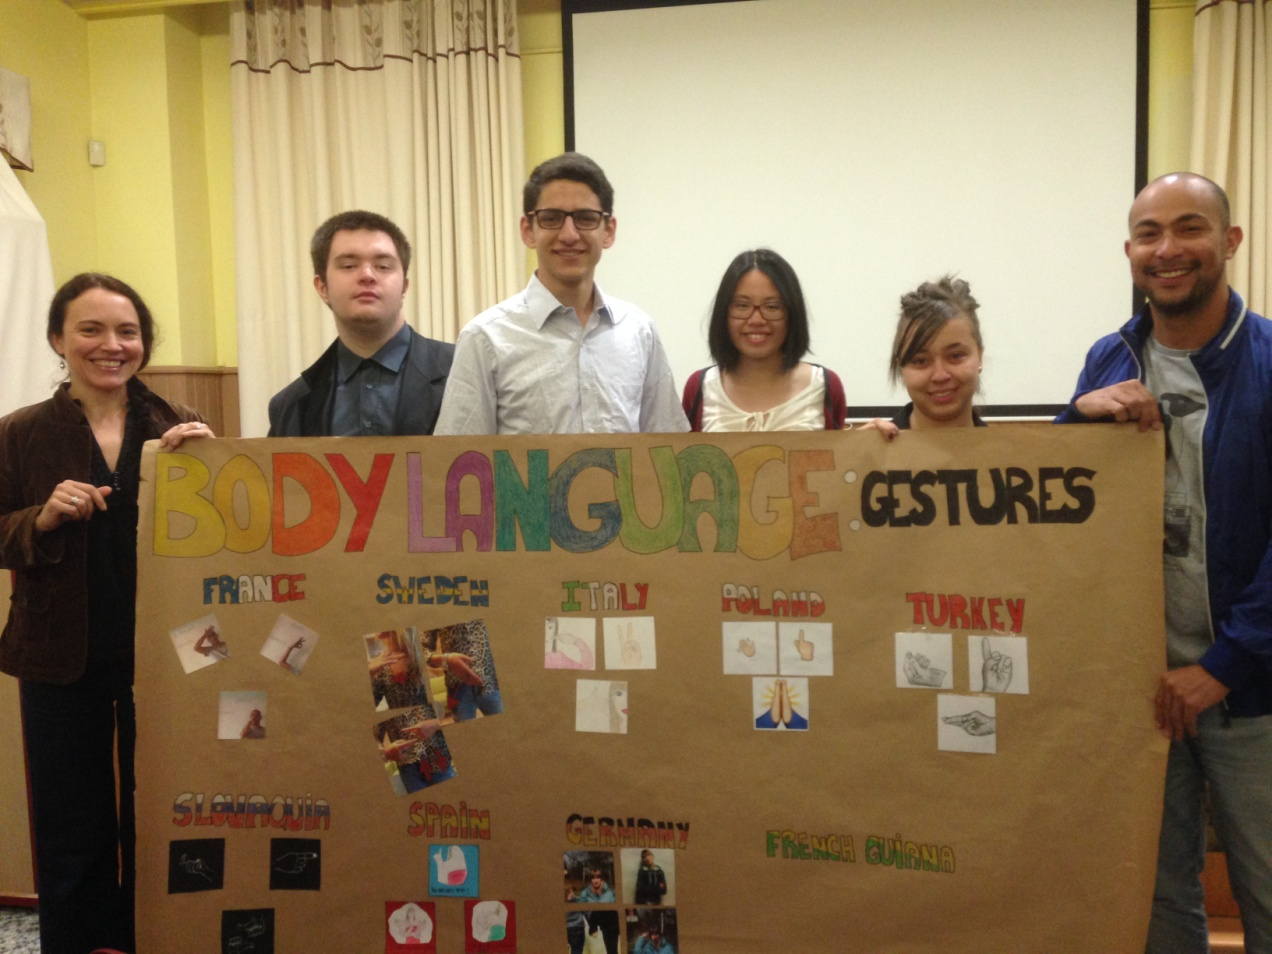 BODY LANGUAGE: GESTURES
FRANCE SWEDEN ITALY POLAND TURKEY
SLOVAQUIA SPAIN GERMANY FRENCH GUIANA